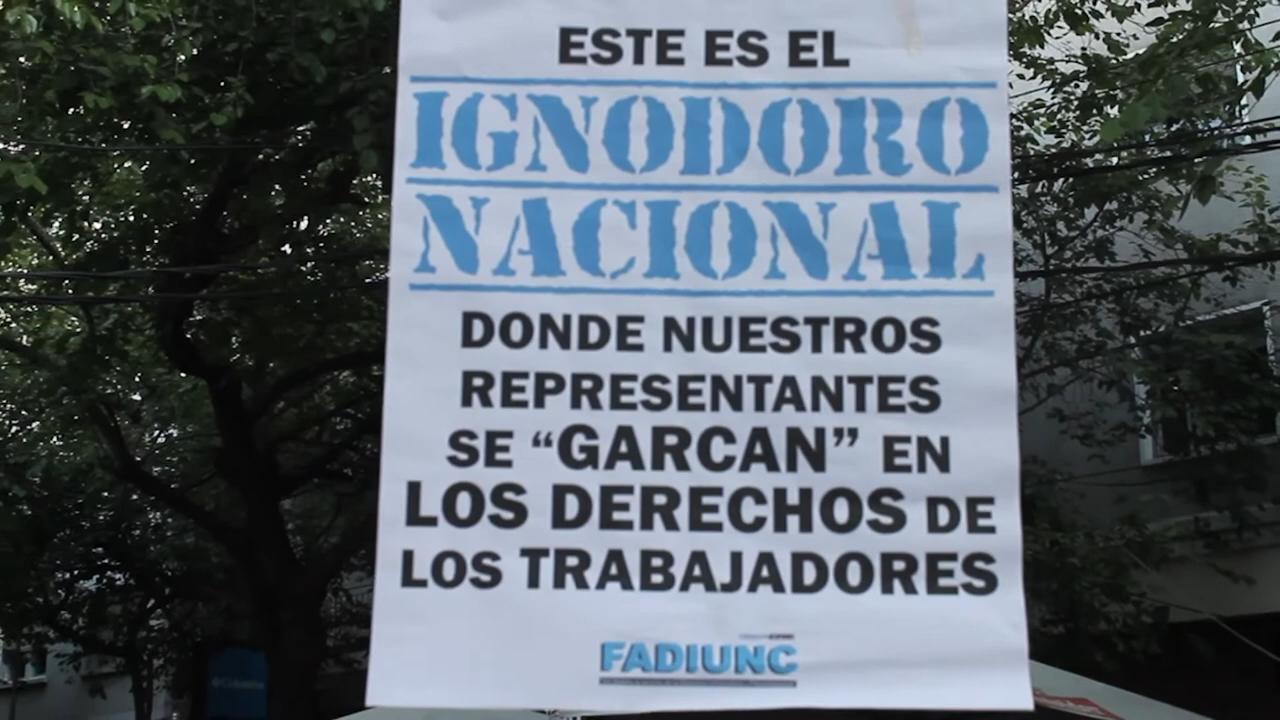 ESTE ES EL
IGNODORO
NACIONAL
DONDE NUESTROS
REPRESENTANTES
SE “GARCAN” EN
LOS DERECHOS DE
LOS TRABAJADORES
FADIUNC